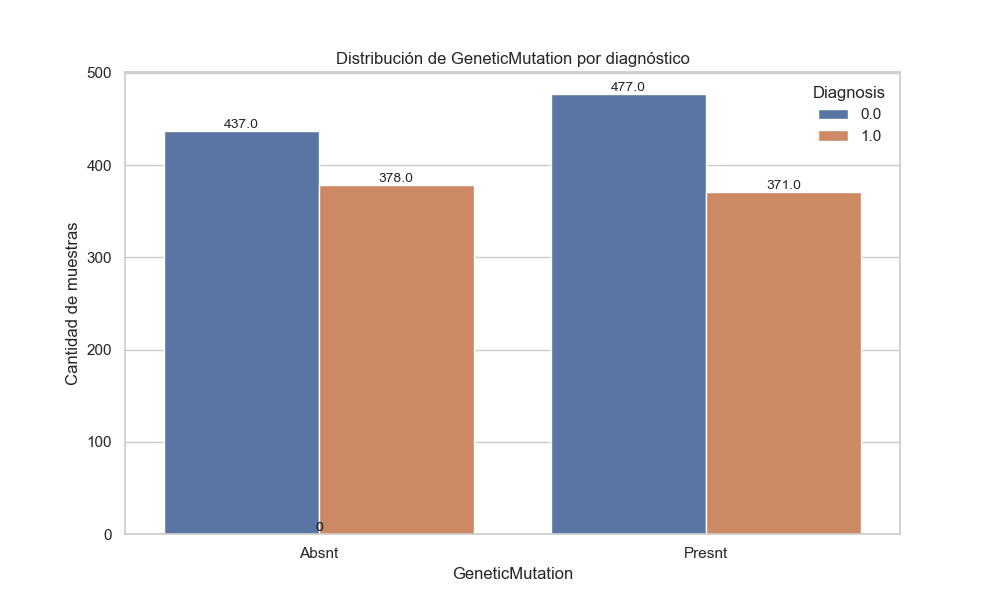 Distribución de GeneticMutation por diagnóstico
500
400
300
200
100
0
Cantidad de muestras
437.0
378.0
477.0
371.0
0
Diagnosis
0.0
1.0
Absnt
Presnt
GeneticMutation